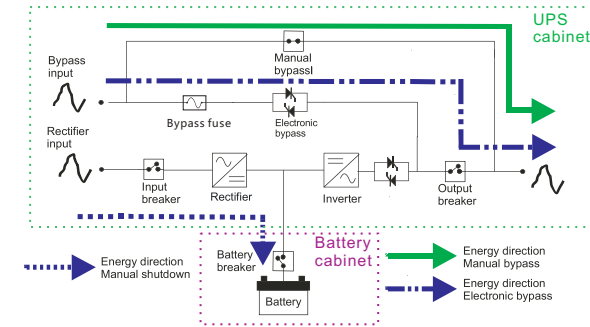 UPS
cabinet
Manual
bypassl
Bypass
input
Bypass fuse
Electronic
bypass
Rectifier
input
Input
breaker
Rectifier
Inverter
Output
breaker
Battery
cabinet
Battery
breaker
Battery
Energy direction
Manual shutdown
Energy direction
Manual bypass
Energy direction
Electronic bypass